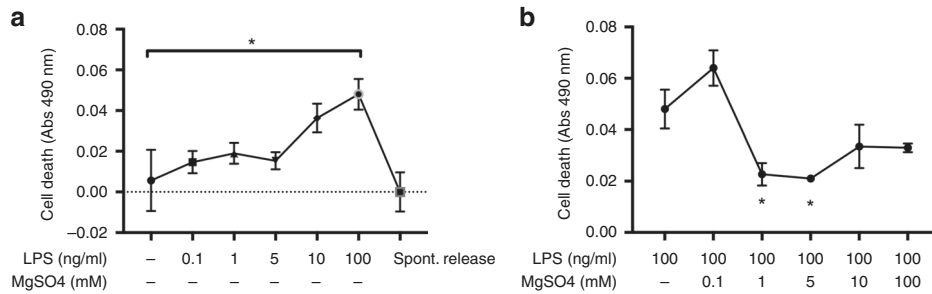 a
0.08
*
0.06
0.04
0.02
0.00
–0.02
Cell death (Abs 490 nm)
LPS (ng/ml) – 0.1 1 5 10 100 Spont. release
MgSO4 (mM) – – – – – –
b
0.08
0.06
0.04
0.02
0.00
Cell death (Abs 490 nm)
* *
LPS (ng/ml) 100 100 100 100 100 100
MgSO4 (mM) – 0.1 1 5 10 100